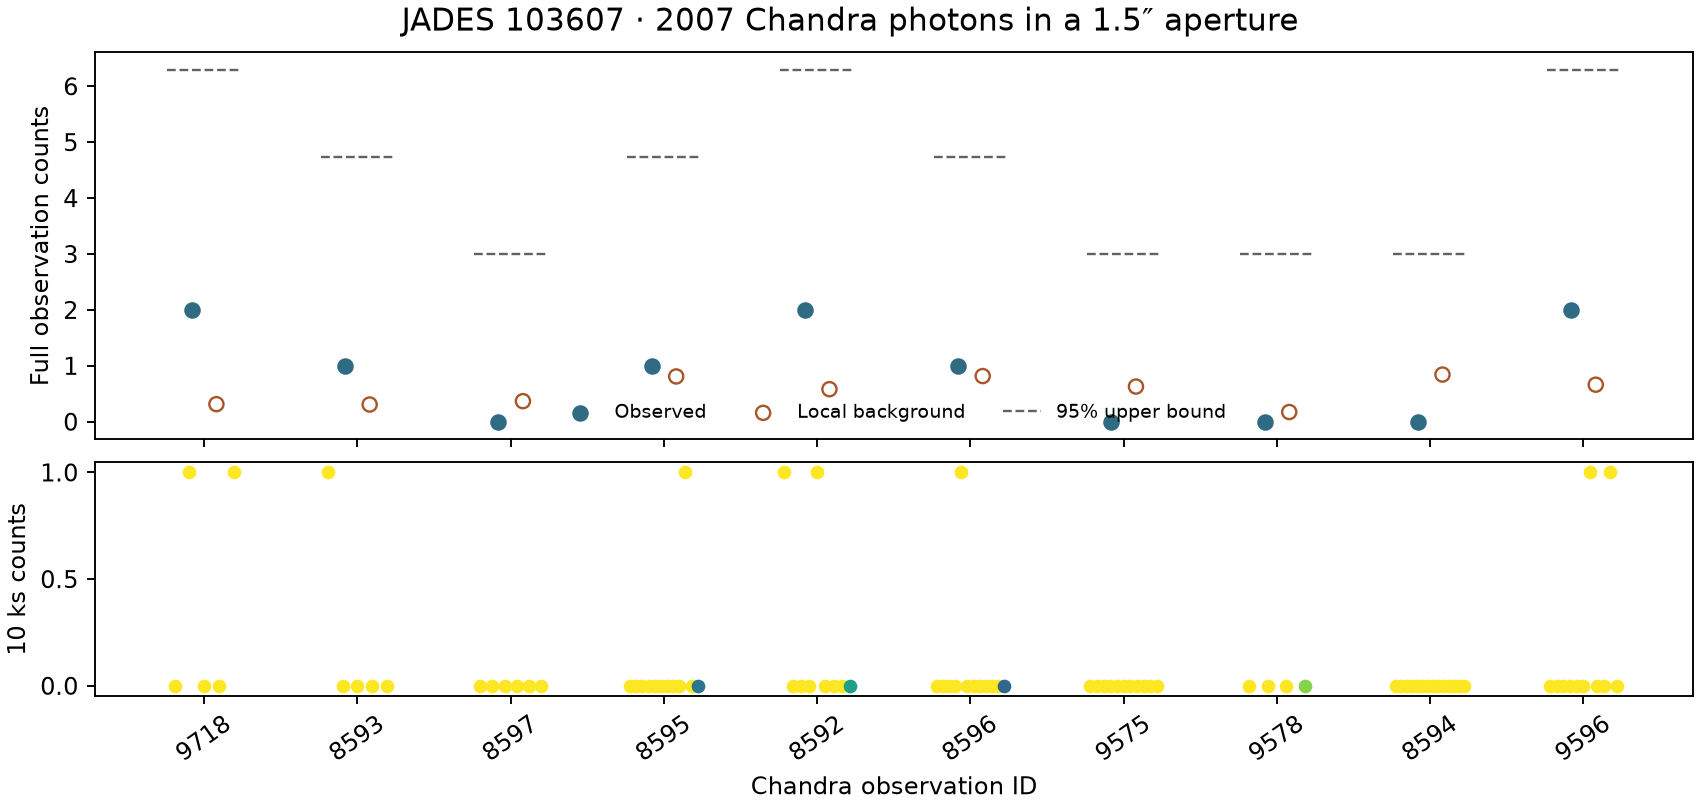 JADES 103607 · 2007 Chandra photons in a 1.5″ aperture
Full observation counts
6
5
4
3
2
1
0
Observed
Local background
95% upper bound
10 ks counts
1.0
0.5
0.0
9718
8593
8597
8595
8592
8596
9575
9578
8594
9596
Chandra observation ID